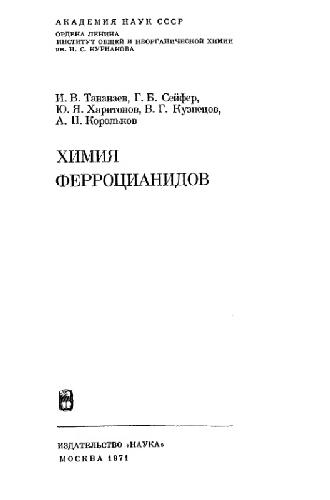 АКАДЕМИЯ НАУК СССР
ОРДЕНА ЛЕНИНА
ИНСТИТУТ ОБЩЕЙ И НЕОРГАНИЧЕСКОЙ ХИМИИ
им. Н. С. КУРНАКОВА
И. В. Тананаев, Г. Б. Сейфер,
Ю. Я. Харитонов, В. Г. Кузнецов,
А. П. Корольков
ХИМИЯ
ФЕРРОЦИАНИДОВ
ИЗДАТЕЛЬСТВО «НАУКА»
МОСКВА 1971